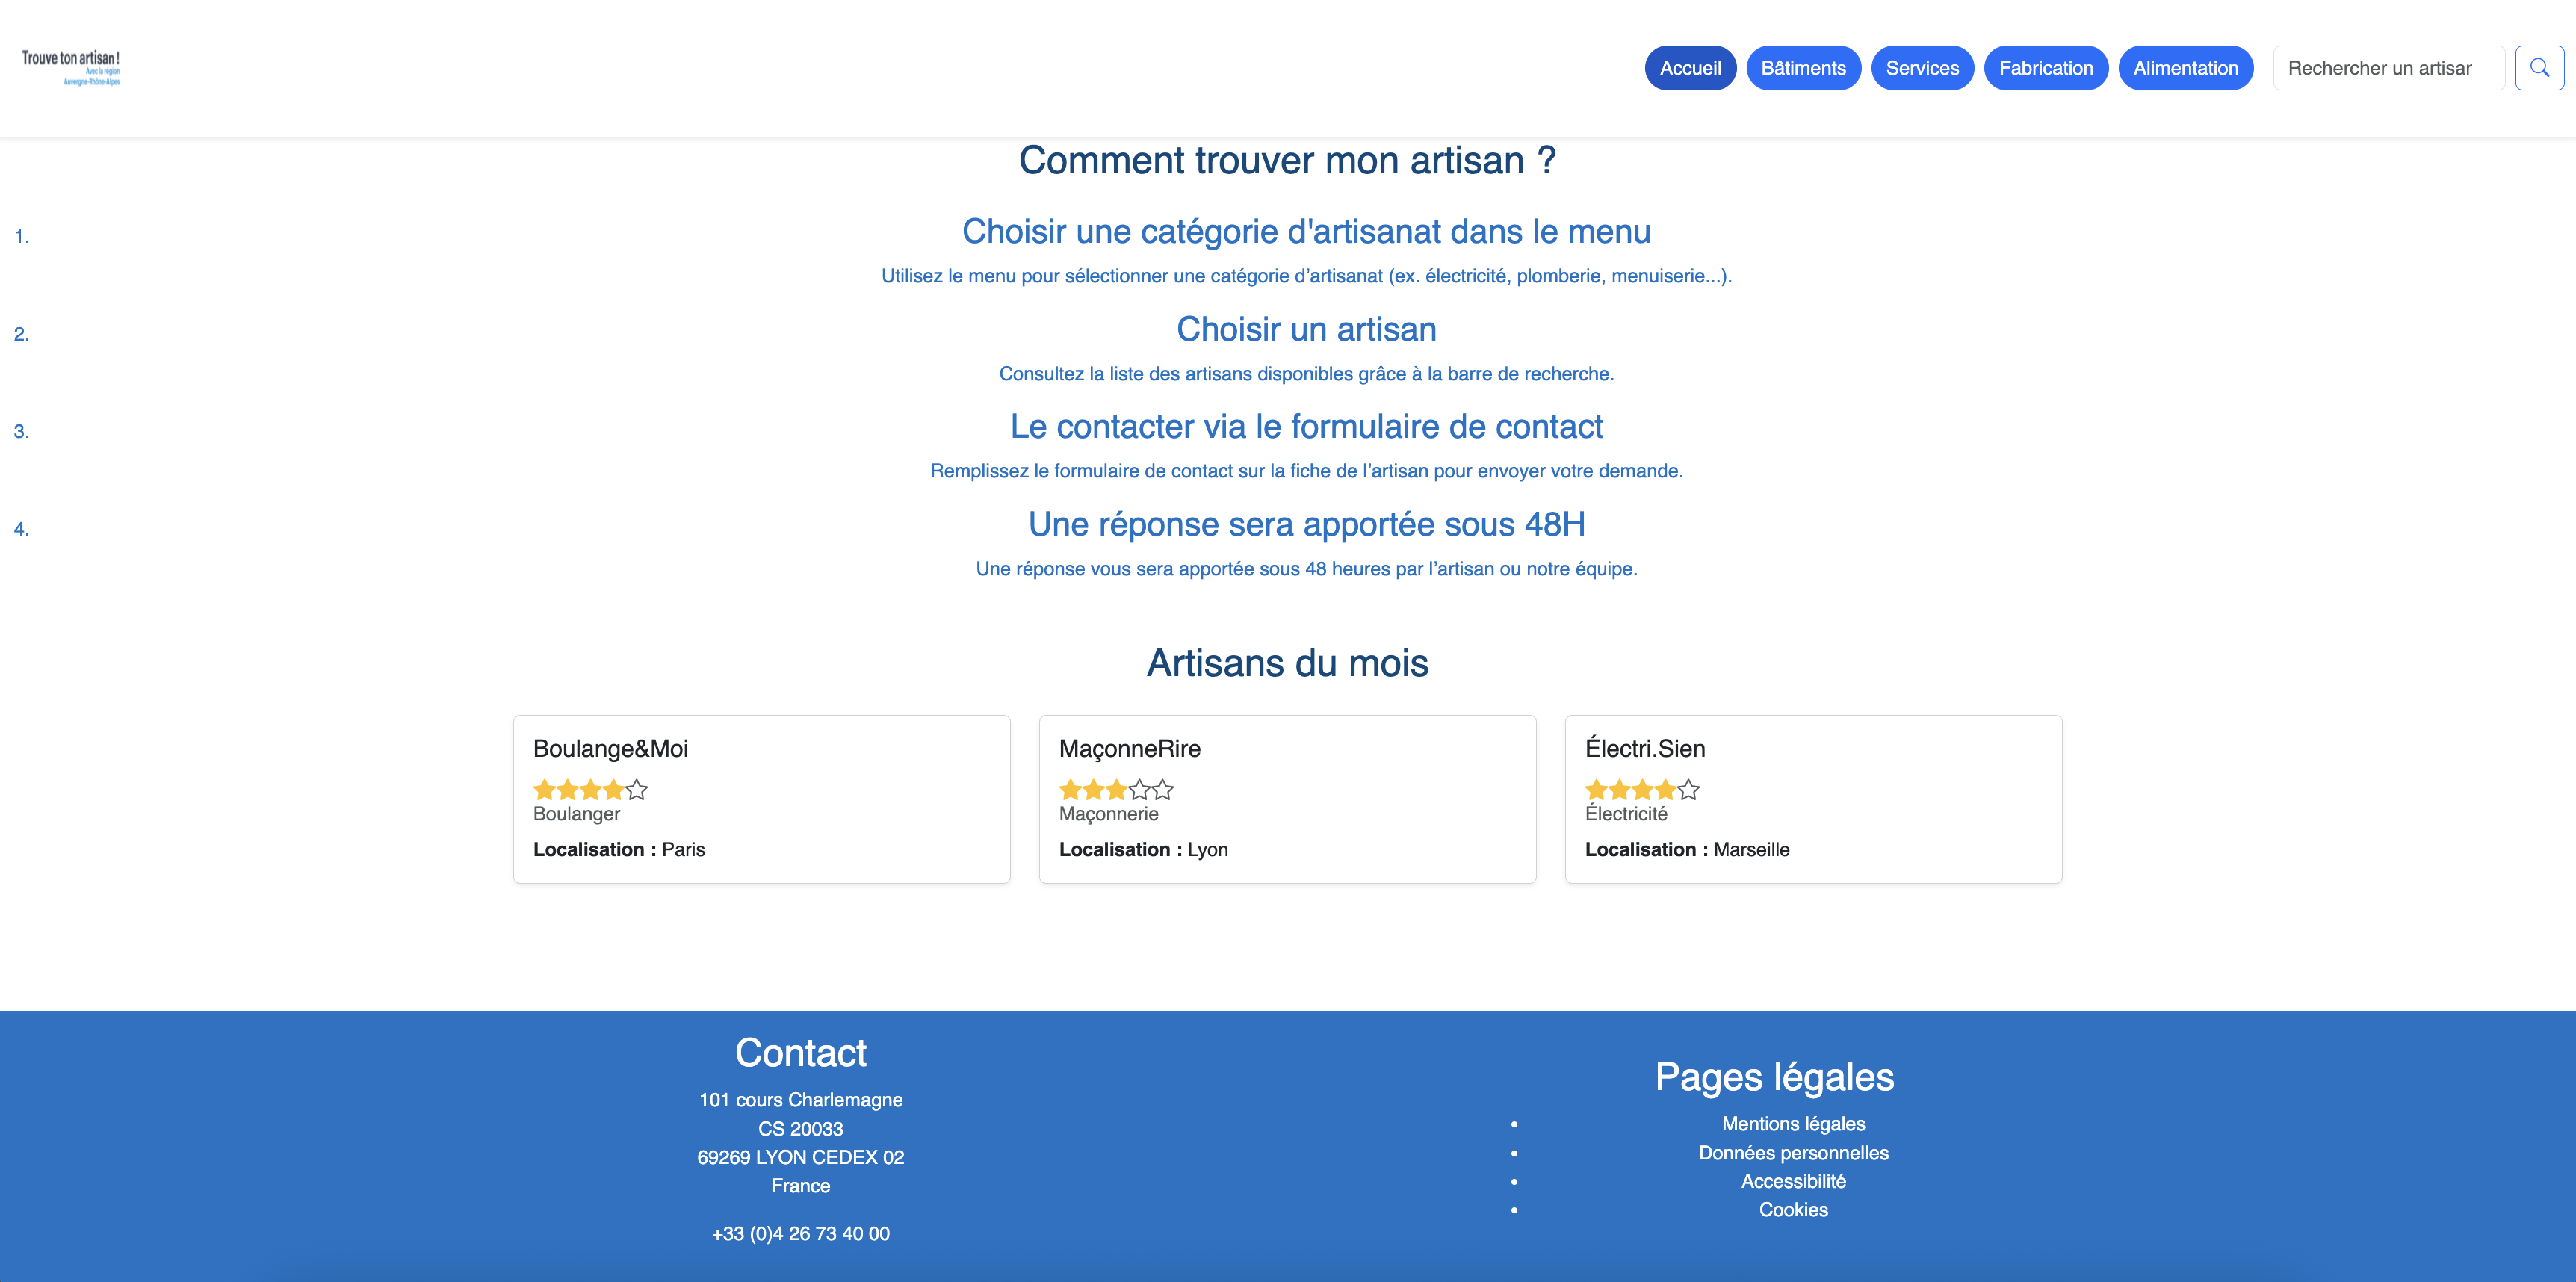 Trouve ton artisan !
Avec la région
Auvergne-Rhône-Alpes
Accueil
Bâtiments
Services
Fabrication
Alimentation
Rechercher un artisar
Comment trouver mon artisan ?
1. Choisir une catégorie d'artisanat dans le menu
Utilisez le menu pour sélectionner une catégorie d’artisanat (ex. électricité, plomberie, menuiserie...).
2. Choisir un artisan
Consultez la liste des artisans disponibles grâce à la barre de recherche.
3. Le contacter via le formulaire de contact
Remplissez le formulaire de contact sur la fiche de l’artisan pour envoyer votre demande.
4. Une réponse sera apportée sous 48H
Une réponse vous sera apportée sous 48 heures par l’artisan ou notre équipe.
Artisans du mois
Boulange&Moi
Boulanger
Localisation : Paris
MaçonneRire
Maçonnerie
Localisation : Lyon
Électri.Sien
Électricité
Localisation : Marseille
Contact
101 cours Charlemagne
CS 20033
69269 LYON CEDEX 02
France
+33 (0)4 26 73 40 00
Pages légales
• Mentions légales
• Données personnelles
• Accessibilité
• Cookies